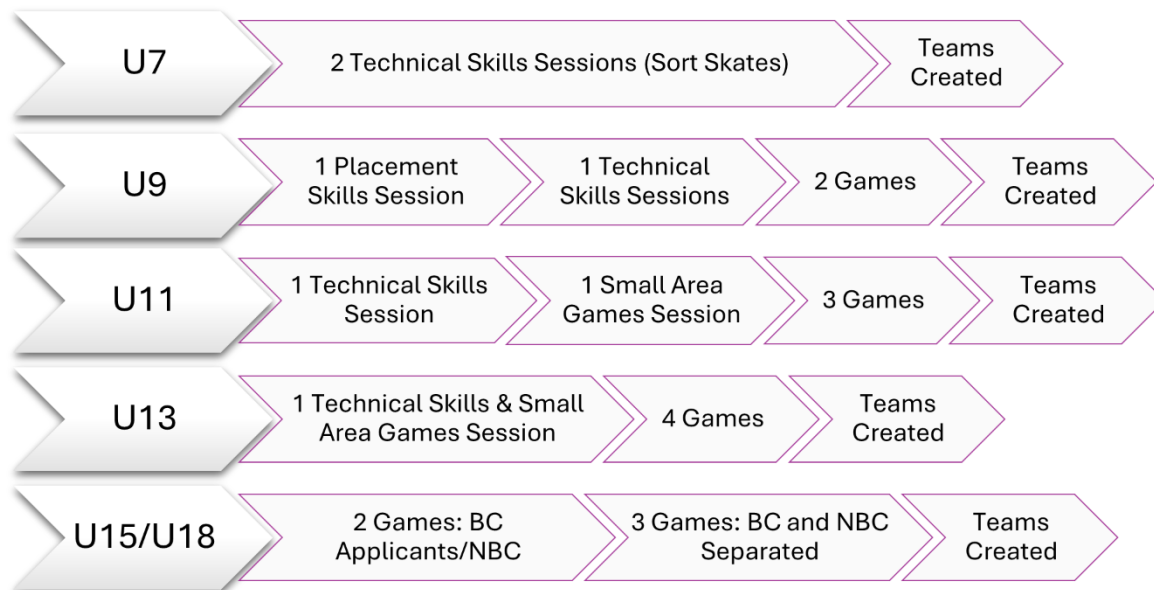 U7
2 Technical Skills Sessions (Sort Skates)
Teams
Created
U9
1 Placement
Skills Session
1 Technical
Skills Sessions
2 Games
Teams
Created
U11
1 Technical Skills
Session
1 Small Area
Games Session
3 Games
Teams
Created
U13
1 Technical Skills & Small
Area Games Session
4 Games
Teams
Created
U15/U18
2 Games: BC
Applicants/NBC
3 Games: BC and NBC
Separated
Teams
Created